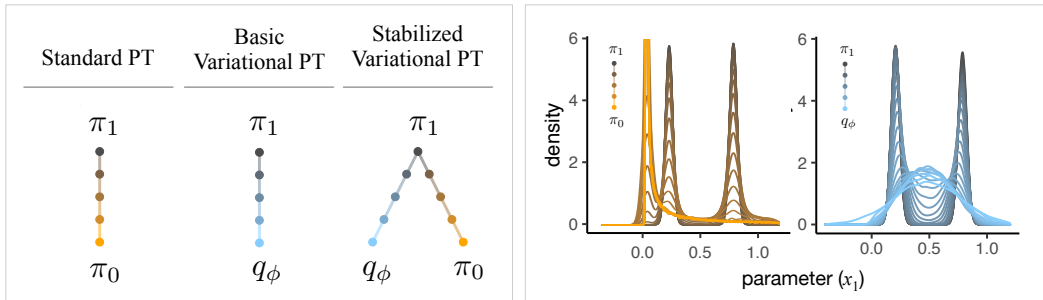 Standard PT
Basic
Variational PT
Stabilized
Variational PT
π₁
π₁
π₁
π₀
qϕ
qϕ
π₀
density
6
4
2
0
π₁
π₀
0.0
0.5
1.0
6
4
2
0
π₁
qϕ
0.0
0.5
1.0
parameter (x₁)